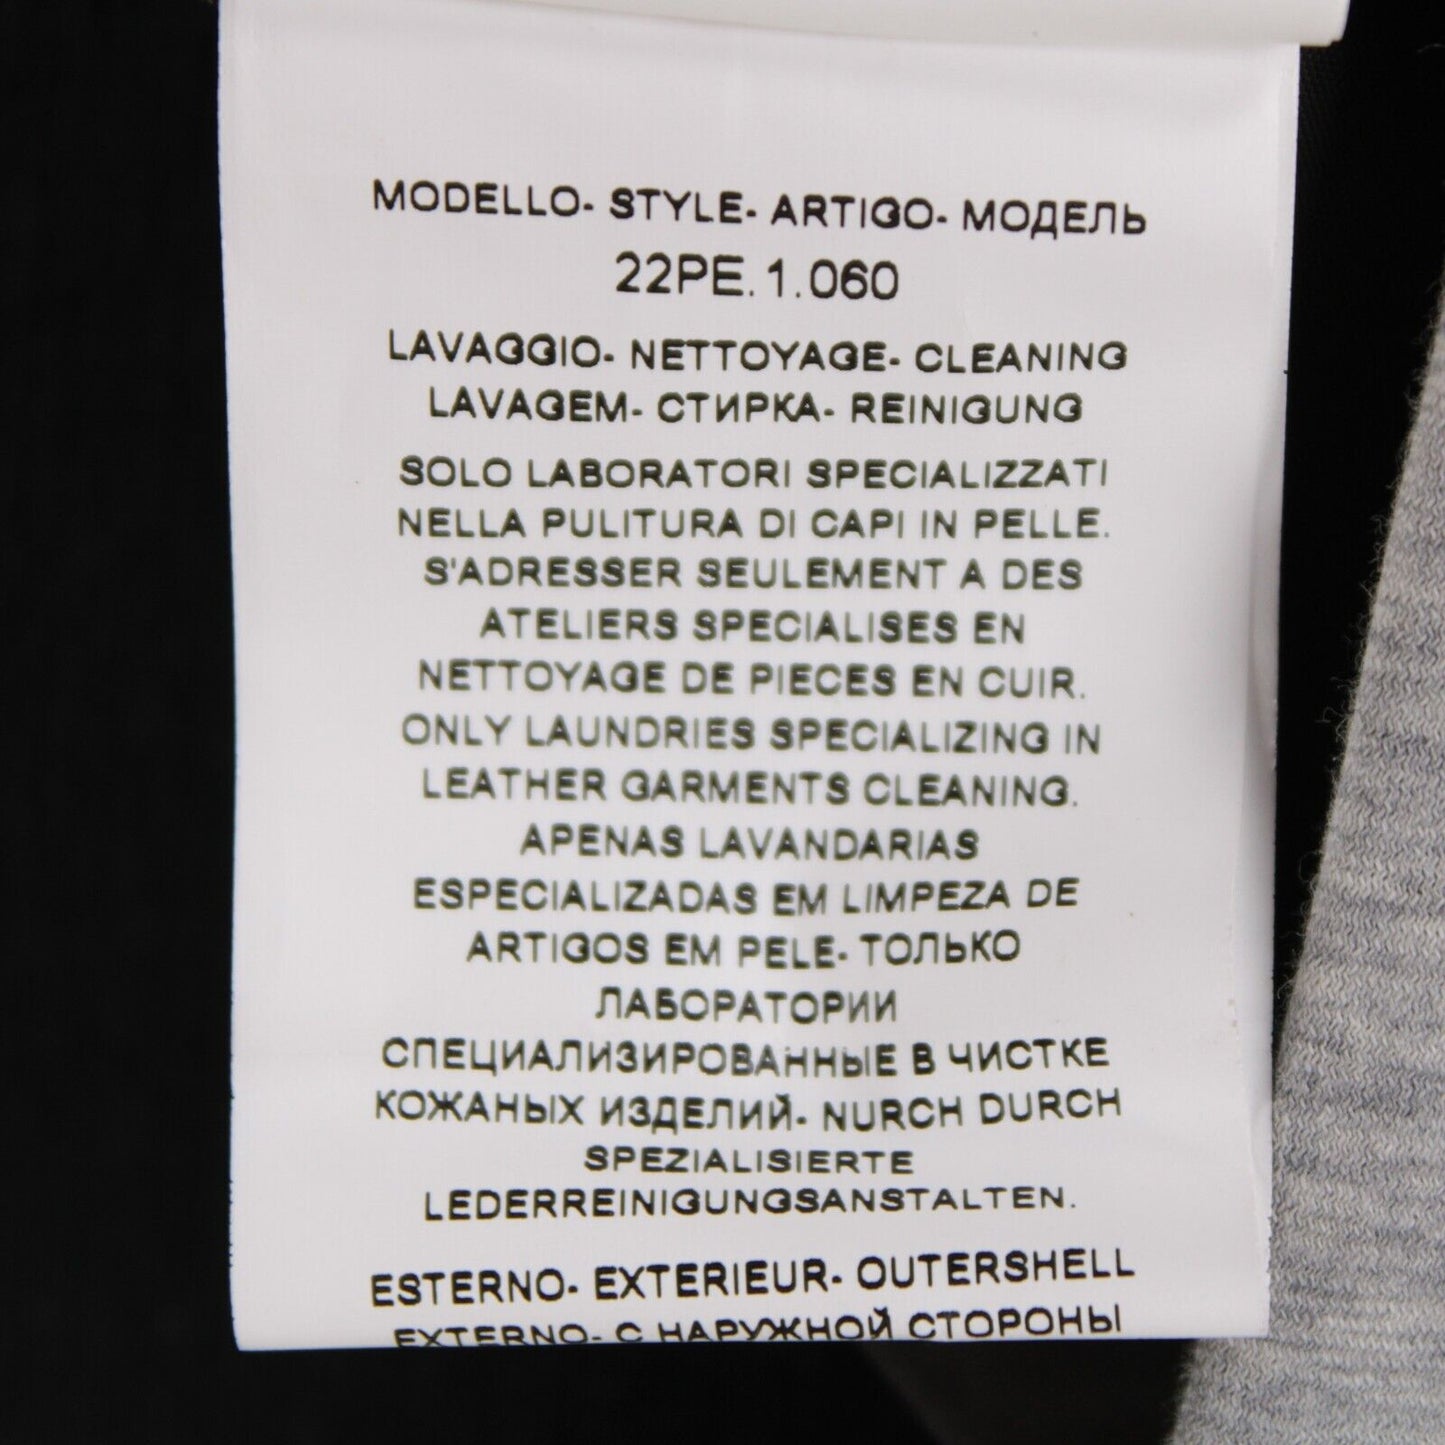 MODELLO- STYLE- ARTIGO- МОДЕЛЬ
22PE.1.060
LAVAGGIO- NETTOYAGE- CLEANING
LAVAGEM- СТИРКА- REINIGUNG
SOLO LABORATORI SPECIALIZZATI
NELLA PULITURA DI CAPI IN PELLE.
S'ADRESSER SEULEMENT A DES
ATELIERS SPECIALISES EN
NETTOYAGE DE PIECES EN CUIR.
ONLY LAUNDRIES SPECIALIZING IN
LEATHER GARMENTS CLEANING.
APENAS LAVANDARIAS
ESPECIALIZADAS EM LIMPEZA DE
ARTIGOS EM PELE- ТОЛЬКО
ЛАБОРАТОРИИ
СПЕЦИАЛИЗИРОВАННЫЕ В ЧИСТКЕ
КОЖАНЫХ ИЗДЕЛИЙ- NURCH DURCH
SPEZIALISIERTE
LEDERREINIGUNGSANSTALTEN.
ESTERNO- EXTERIEUR- OUTERSHELL
EXTERNO- С НАРУЖНОЙ СТОРОНЫ